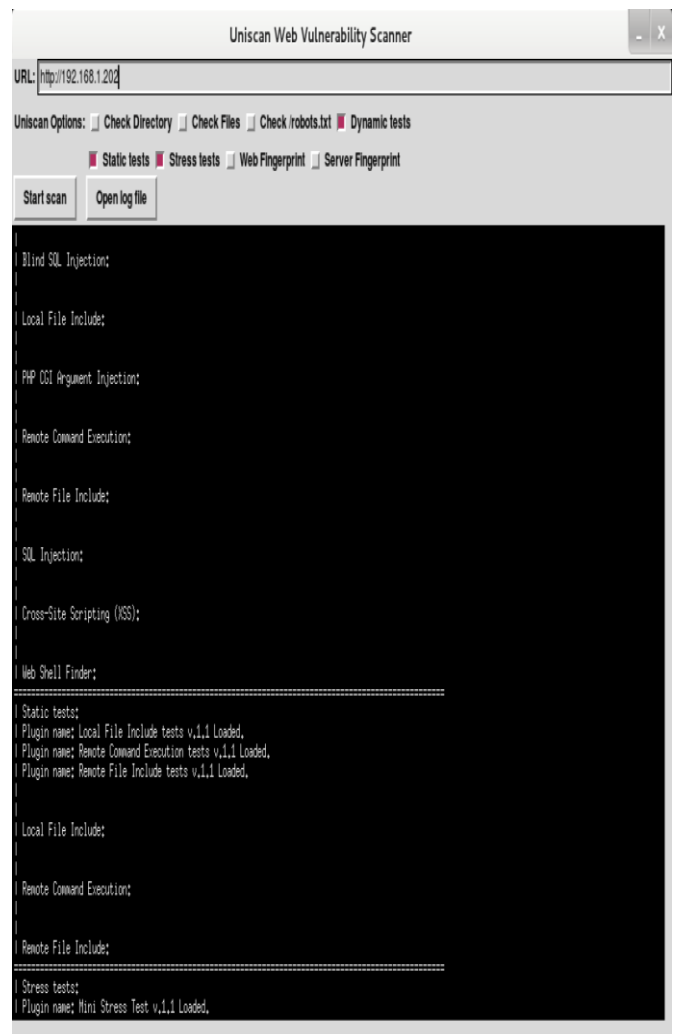 Uniscan Web Vulnerability Scanner
- X
URL: http://192.168.1.202
Uniscan Options: Check Directory Check Files Check /robots.txt Dynamic tests
Static tests Stress tests Web Fingerprint Server Fingerprint
Start scan Open log file
|
| Blind SQL Injection:
|
|
| Local File Include:
|
|
| PHP CGI Argument Injection:
|
|
| Remote Command Execution:
|
|
| Remote File Include:
|
|
| SQL Injection:
|
|
| Cross-Site Scripting (XSS):
|
|
| Web Shell Finder:
===================================================================================================
| Static tests:
| Plugin name: Local File Include tests v.1.1 Loaded.
| Plugin name: Remote Command Execution tests v.1.1 Loaded.
| Plugin name: Remote File Include tests v.1.1 Loaded.
|
|
| Local File Include:
|
|
| Remote Command Execution:
|
|
| Remote File Include:
===================================================================================================
| Stress tests:
| Plugin name: Mini Stress Test v.1.1 Loaded.